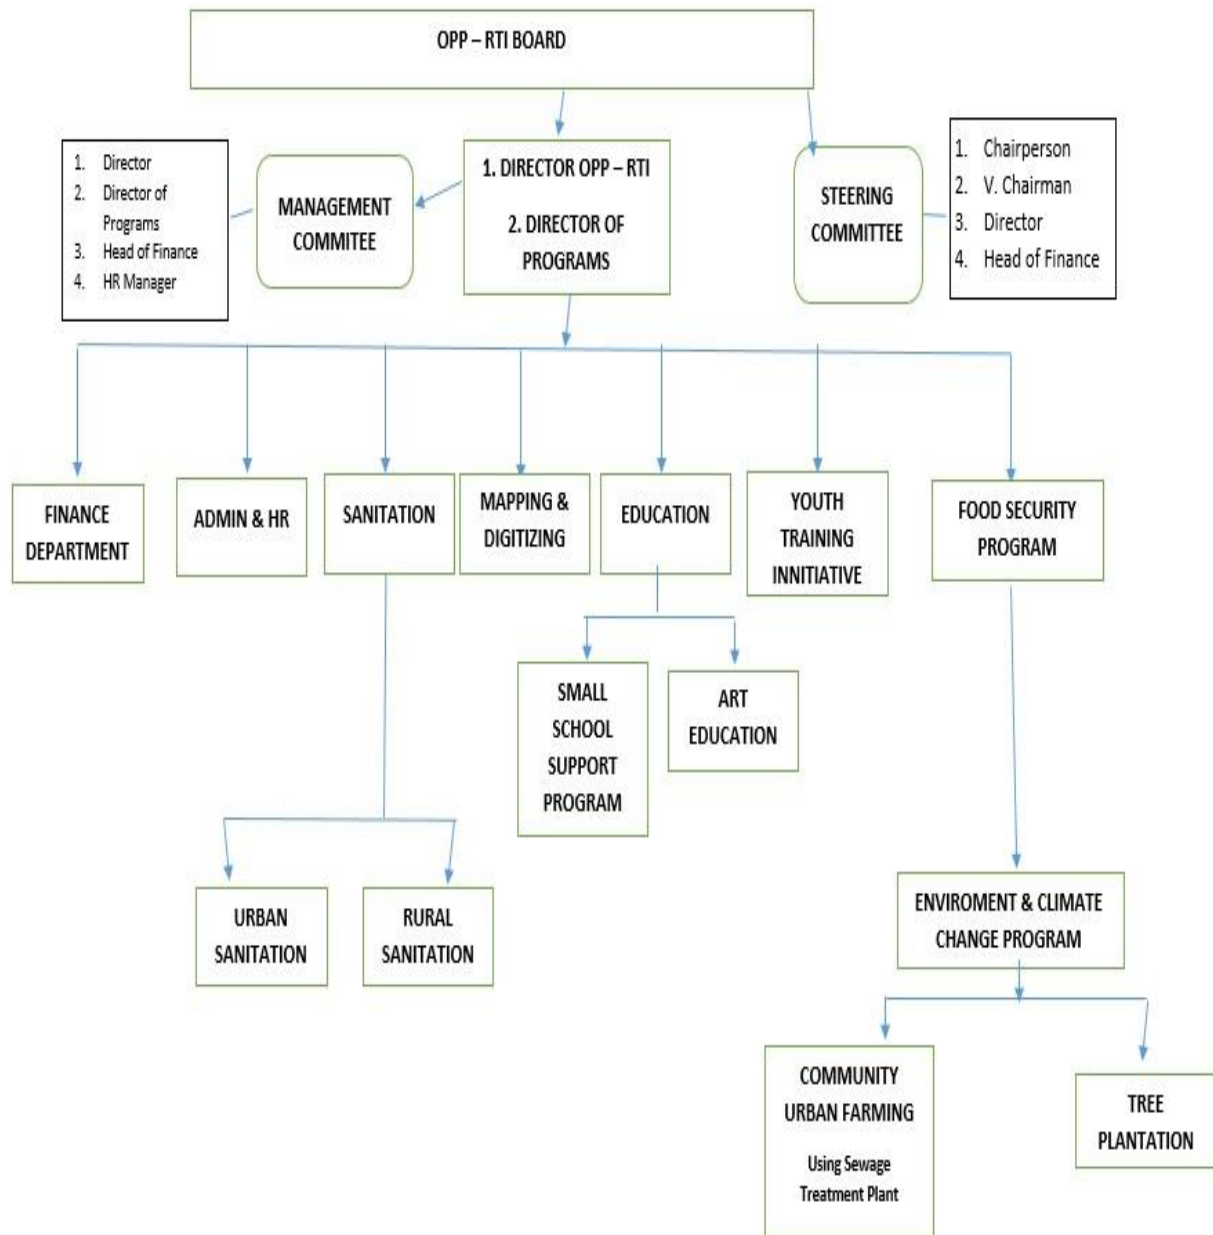 OPP – RTI BOARD
1. Director
2. Director of
Programs
3. Head of Finance
4. HR Manager
MANAGEMENT
COMMITEE
1. DIRECTOR OPP – RTI
2. DIRECTOR OF
PROGRAMS
STEERING
COMMITTEE
1. Chairperson
2. V. Chairman
3. Director
4. Head of Finance
FINANCE
DEPARTMENT
ADMIN & HR
SANITATION
MAPPING &
DIGITIZING
EDUCATION
YOUTH
TRAINING
INNITIATIVE
FOOD SECURITY
PROGRAM
SMALL
SCHOOL
SUPPORT
PROGRAM
ART
EDUCATION
URBAN
SANITATION
RURAL
SANITATION
ENVIROMENT & CLIMATE
CHANGE PROGRAM
COMMUNITY
URBAN FARMING
Using Sewage
Treatment Plant
TREE
PLANTATION